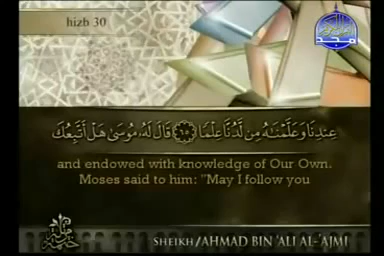 hizb 30
عِندِنَا وَعَلَّمْنَٰهُ مِن لَّدُنَّا عِلْمًا ﴿٦٥﴾ قَالَ لَهُۥ مُوسَىٰ هَلْ أَتَّبِعُكَ
and endowed with knowledge of Our Own.
Moses said to him: "May I follow you
SHEIKH/AHMAD BIN 'ALI AL-'AJMI